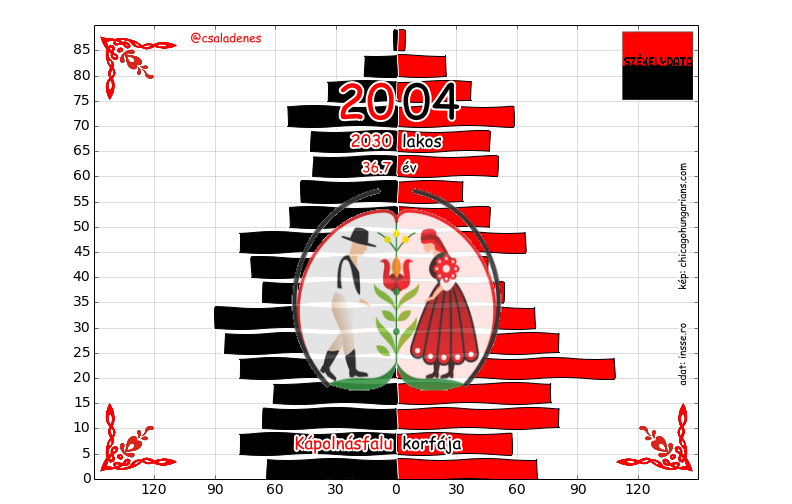 @csaladenes
SZÉKELYDATA
2004
2030 lakos
36.7 év
kép: chicagohungarians.com
adat: insse.ro
Kápolnásfalu korfája
85
80
75
70
65
60
55
50
45
40
35
30
25
20
15
10
5
0
120 90 60 30 0 30 60 90 120